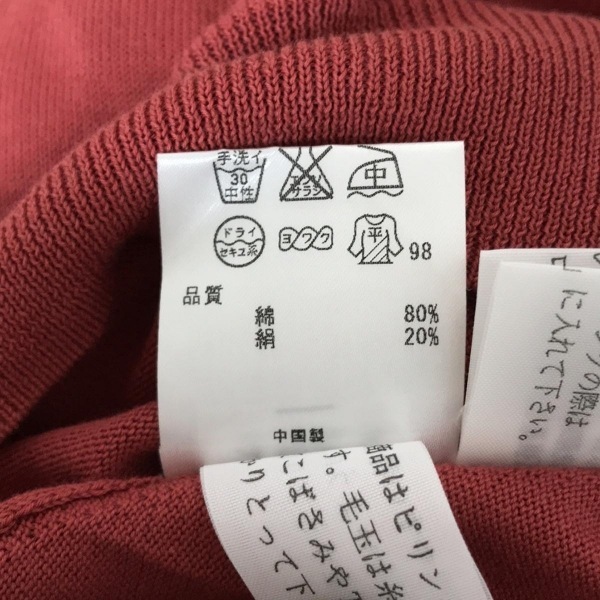 手洗イ
30
中性
エンソ
サラシ
中
ドライ
セキユ系
ヨワク
平
98
品質
綿 80%
絹 20%
中国製
の際は
に入れて下さい。
品はピリン
す。毛玉は糸
にばさみや
りとって下